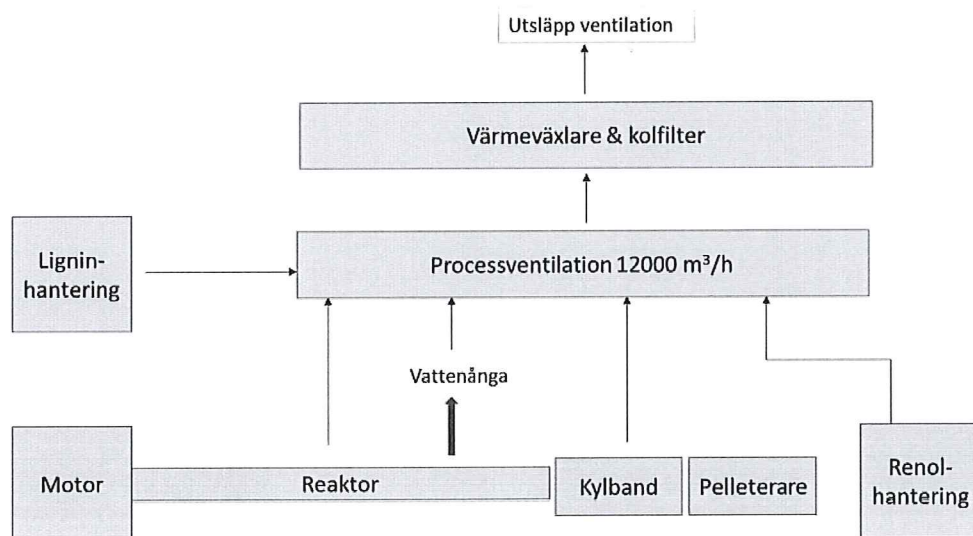 Utsläpp ventilation
Värmeväxlare & kolfilter
Lignin-
hantering
Processventilation 12000 m³/h
Vattenånga
Motor
Reaktor
Kylband
Pelleterare
Renol-
hantering